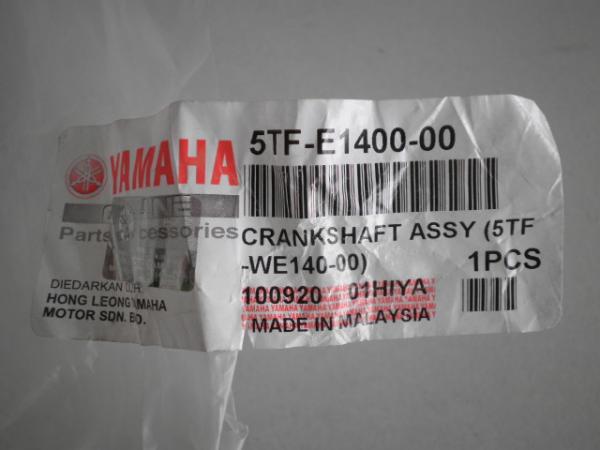 YAMAHA
GENUINE
Parts Accessories
DIEDARKAN OLEH
HONG LEONG YAMAHA
MOTOR SDN. BD.
5TF-E1400-00
CRANKSHAFT ASSY (5TF
-WE140-00) 1PCS
100920 01HIYA
MADE IN MALAYSIA